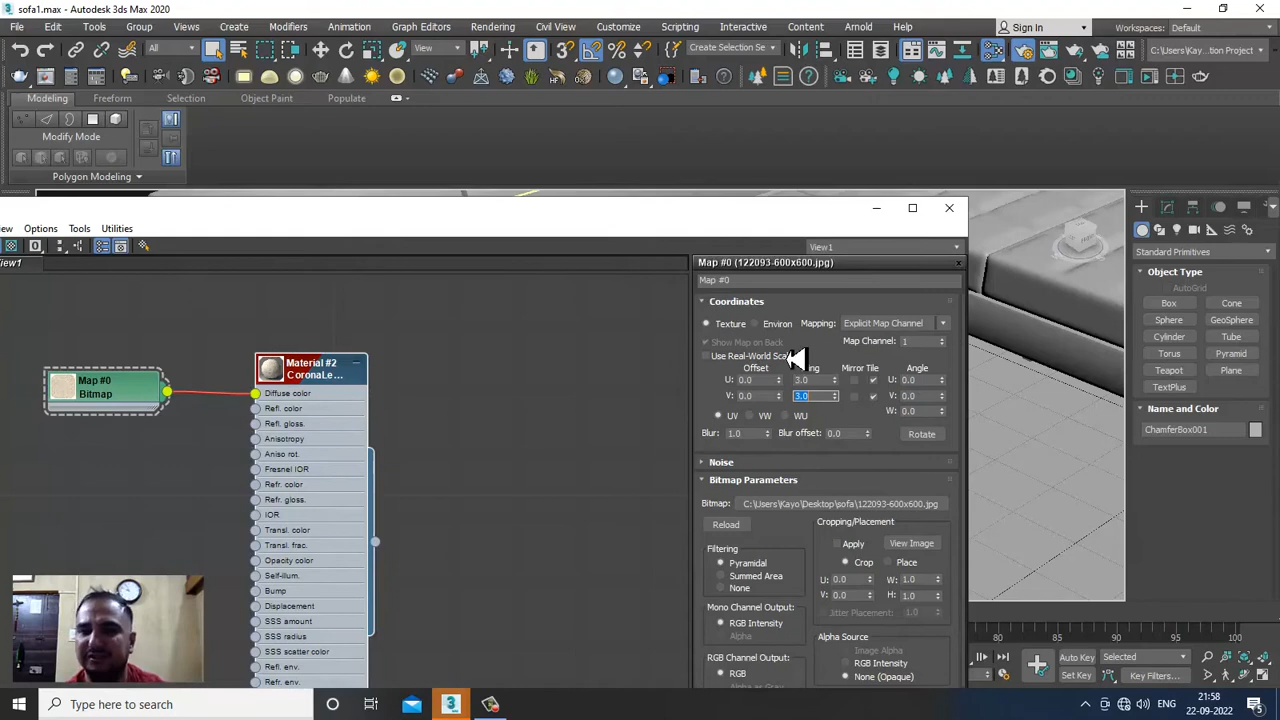 sofa1.max - Autodesk 3ds Max 2020
File Edit Tools Group Views Create Modifiers Animation Graph Editors Rendering Civil View Customize Scripting Interactive Content Arnold Help Sign In Workspaces: Default
All View Create Selection Se C:\Users\Kay...tion Project
Modeling Freeform Selection Object Paint Populate
Modify Mode
Polygon Modeling
Options Tools Utilities
View1
Map #0 (122093-600x600.jpg)
Map #0
Coordinates
Texture Environ Mapping: Explicit Map Channel
Show Map on Back Map Channel: 1
Use Real-World Scal
Offset Mirror Tile Angle
U: 0.0 3.0 U: 0.0
V: 0.0 3.0 V: 0.0
W: 0.0
UV VW WU
Blur: 1.0 Blur offset: 0.0 Rotate
Noise
Bitmap Parameters
Bitmap: C:\Users\Kayo\Desktop\sofa\122093-600x600.jpg
Reload Cropping/Placement
Apply View Image
Filtering
Pyramidal Crop Place
Summed Area U: 0.0 W: 1.0
None V: 0.0 H: 1.0
Jitter Placement: 1.0
Mono Channel Output:
RGB Intensity
Alpha
Alpha Source
Image Alpha
RGB Intensity
None (Opaque)
RGB Channel Output:
RGB
Alpha as Gray
Map #0
Bitmap
Material #2
CoronaLe...
Diffuse color
Refl. color
Refl. gloss.
Anisotropy
Aniso rot.
Fresnel IOR
Refr. color
Refr. gloss.
IOR
Transl. color
Transl. frac.
Opacity color
Self-illum.
Bump
Displacement
SSS amount
SSS radius
SSS scatter color
Refl. env.
Refr. env.
Standard Primitives
Object Type
AutoGrid
Box Cone
Sphere GeoSphere
Cylinder Tube
Torus Pyramid
Teapot Plane
TextPlus
Name and Color
ChamferBox001
80 85 90 95 100
Auto Key Selected
Set Key Key Filters...
Type here to search
ENG
21:58
22-09-2022
5